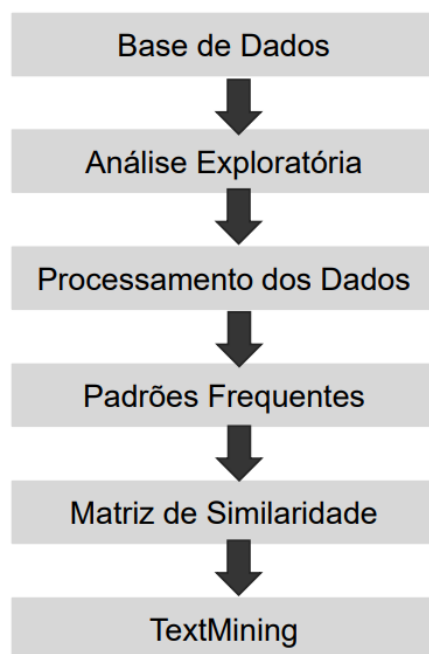 Base de Dados
Análise Exploratória
Processamento dos Dados
Padrões Frequentes
Matriz de Similaridade
TextMining